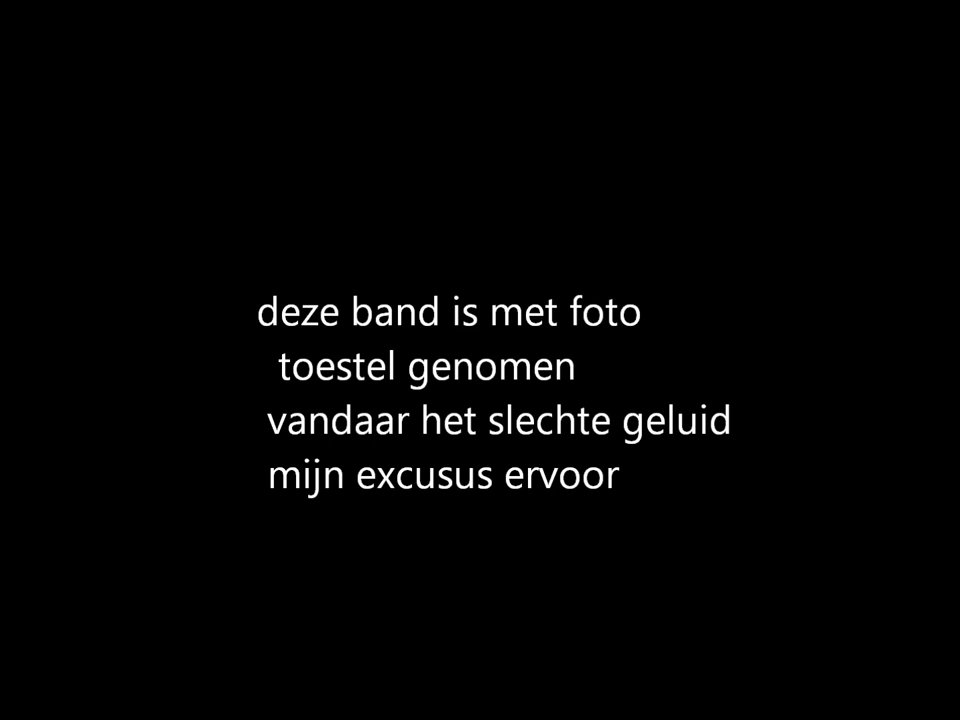 deze band is met foto
toestel genomen
vandaar het slechte geluid
mijn excusus ervoor